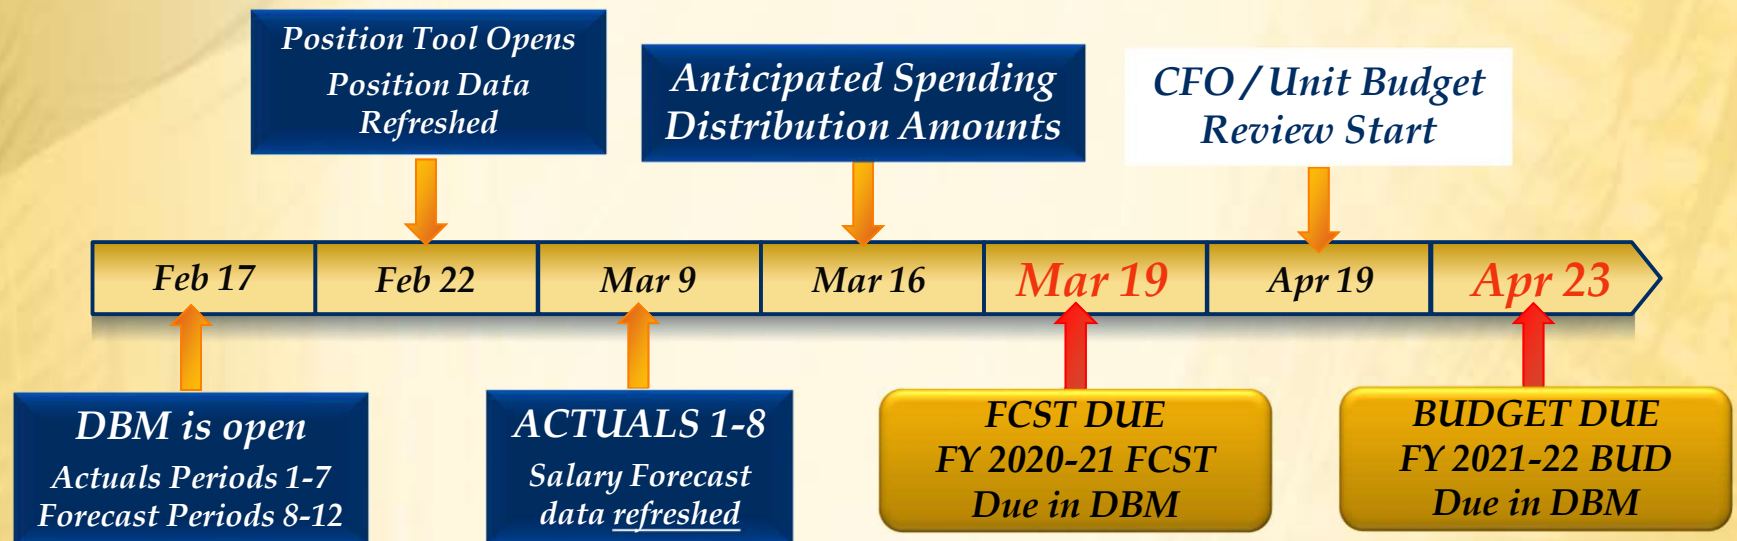 Position Tool Opens
Position Data
Refreshed
Anticipated Spending
Distribution Amounts
CFO / Unit Budget
Review Start
Feb 17
Feb 22
Mar 9
Mar 16
Mar 19
Apr 19
Apr 23
DBM is open
Actuals Periods 1-7
Forecast Periods 8-12
ACTUALS 1-8
Salary Forecast
data refreshed
FCST DUE
FY 2020-21 FCST
Due in DBM
BUDGET DUE
FY 2021-22 BUD
Due in DBM